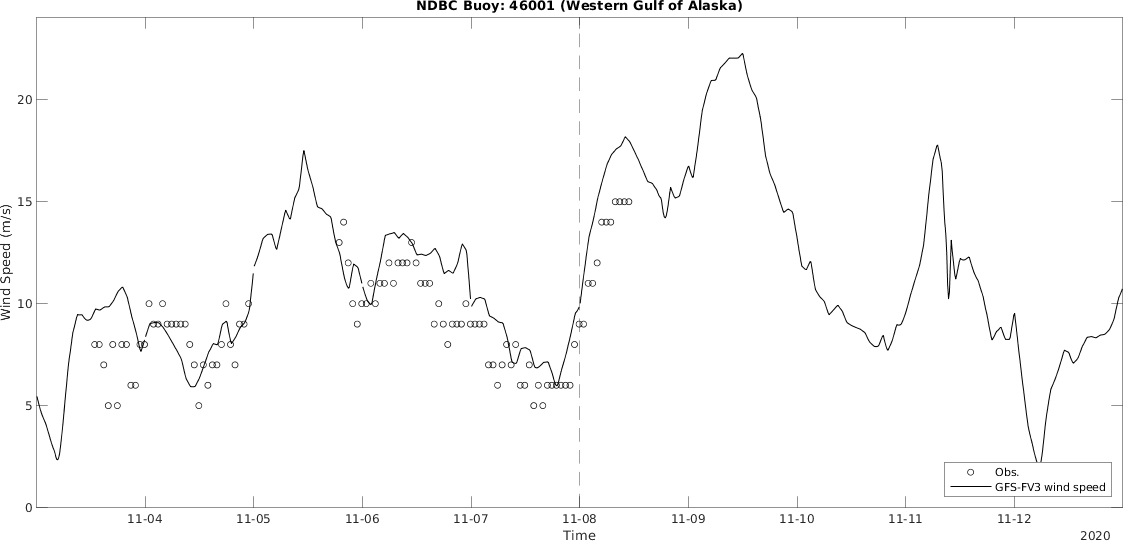 NDBC Buoy: 46001 (Western Gulf of Alaska)
Wind Speed (m/s)
20
15
10
5
0
11-04 11-05 11-06 11-07 11-08 11-09 11-10 11-11 11-12
Time
2020
Obs.
GFS-FV3 wind speed